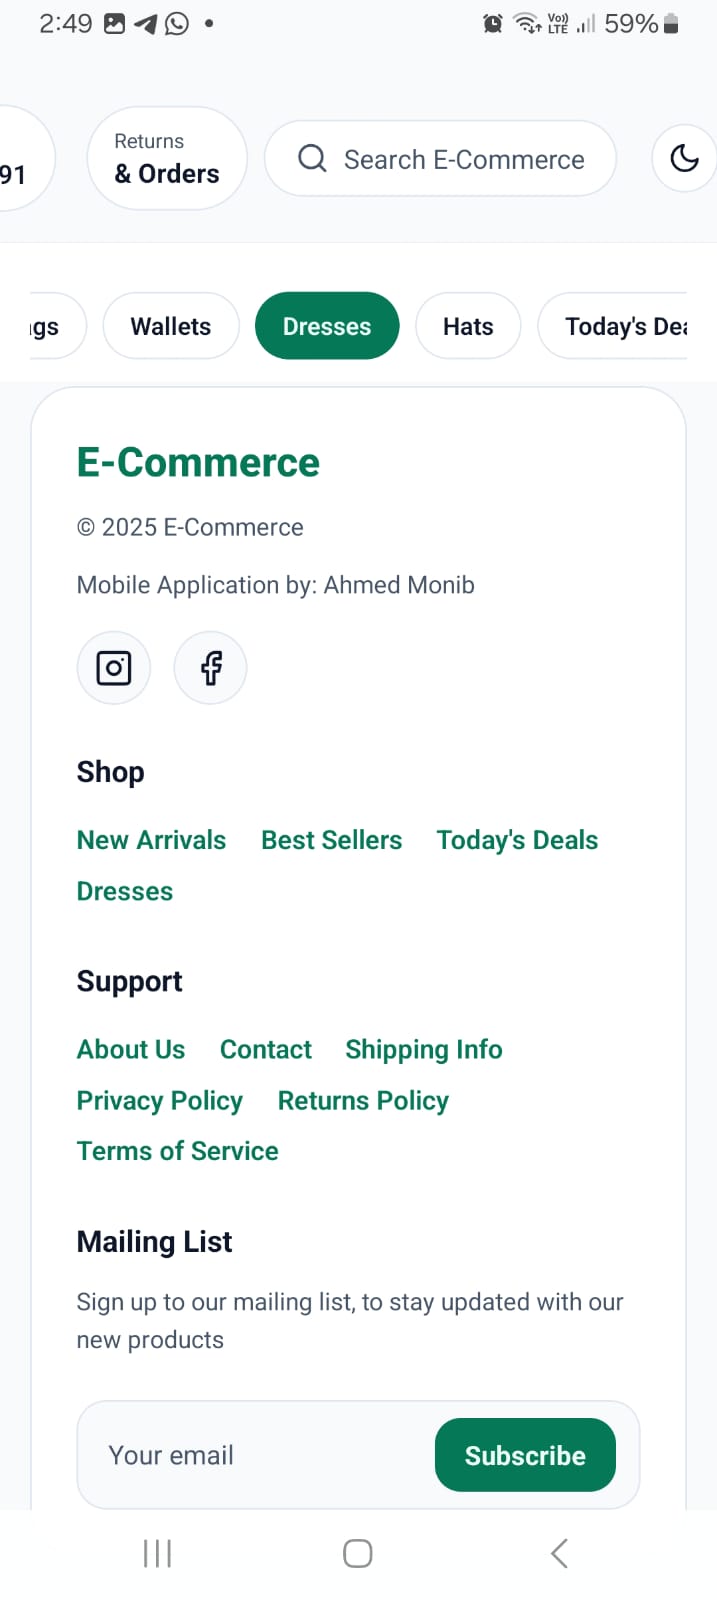 2:49
Vo))
LTE
59%
91
Returns
& Orders
Search E-Commerce
gs
Wallets
Dresses
Hats
Today's Dea
E-Commerce
© 2025 E-Commerce
Mobile Application by: Ahmed Monib
Shop
New Arrivals Best Sellers Today's Deals
Dresses
Support
About Us Contact Shipping Info
Privacy Policy Returns Policy
Terms of Service
Mailing List
Sign up to our mailing list, to stay updated with our
new products
Your email
Subscribe